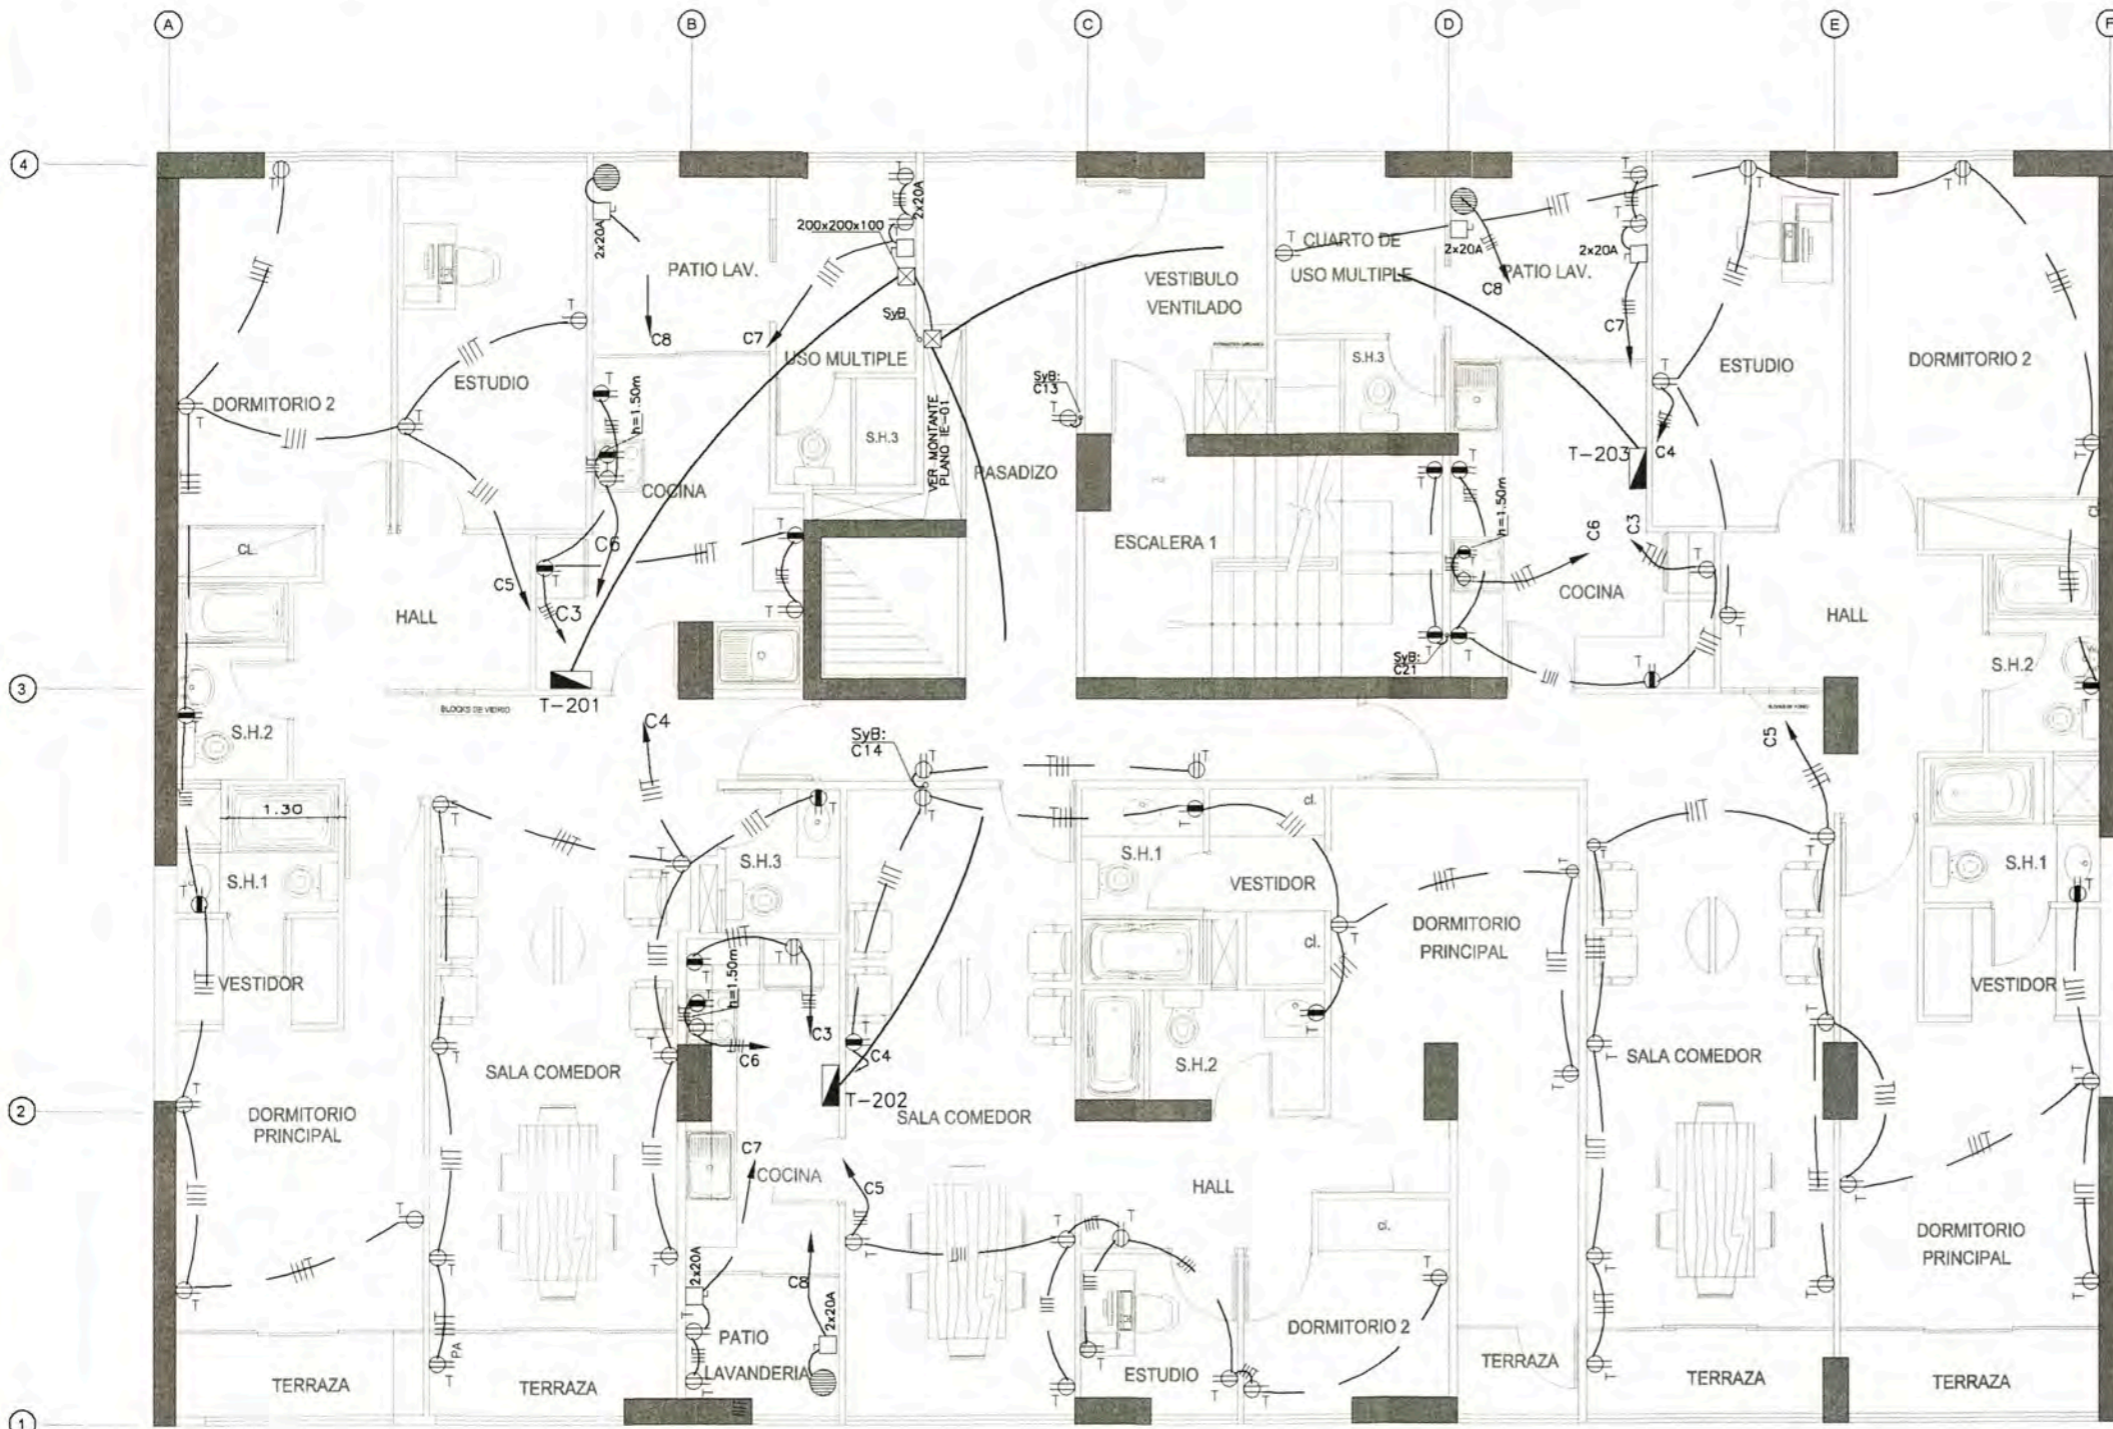 A
B
C
D
E
F
4
3
2
1
T
T
T
T
2x20A
2x20A
200x200x100
PATIO LAV.
VESTIBULO
VENTILADO
CUARTO DE
USO MULTIPLE
2x20A
2x20A
PATIO LAV.
C8
C7
SyB
C8
C7
USO MULTIPLE
ESTUDIO
DORMITORIO 2
h=1.50m
S.H.3
VER MONTANTE
PLANO IE-01
PASADIZO
SyB:
C13
S.H.3
ESTUDIO
DORMITORIO 2
T-203
C4
COCINA
CL.
C5
C6
C3
HALL
ESCALERA 1
h=1.50m
C6
C3
COCINA
HALL
CL
SyB:
C21
S.H.2
T-201
BLOCKS DE VIDRIO
S.H.2
C4
SyB:
C14
C5
1.30
S.H.1
S.H.3
S.H.1
cl.
VESTIDOR
cl.
DORMITORIO
PRINCIPAL
S.H.1
VESTIDOR
h=1.50m
C3
C6
C4
SALA COMEDOR
T-202
SALA COMEDOR
S.H.2
SALA COMEDOR
VESTIDOR
DORMITORIO
PRINCIPAL
C7
COCINA
C5
HALL
cl.
DORMITORIO
PRINCIPAL
2x20A
C8
2x20A
PATIO
LAVANDERIA
PA
DORMITORIO 2
ESTUDIO
TERRAZA
TERRAZA
TERRAZA
TERRAZA
TERRAZA